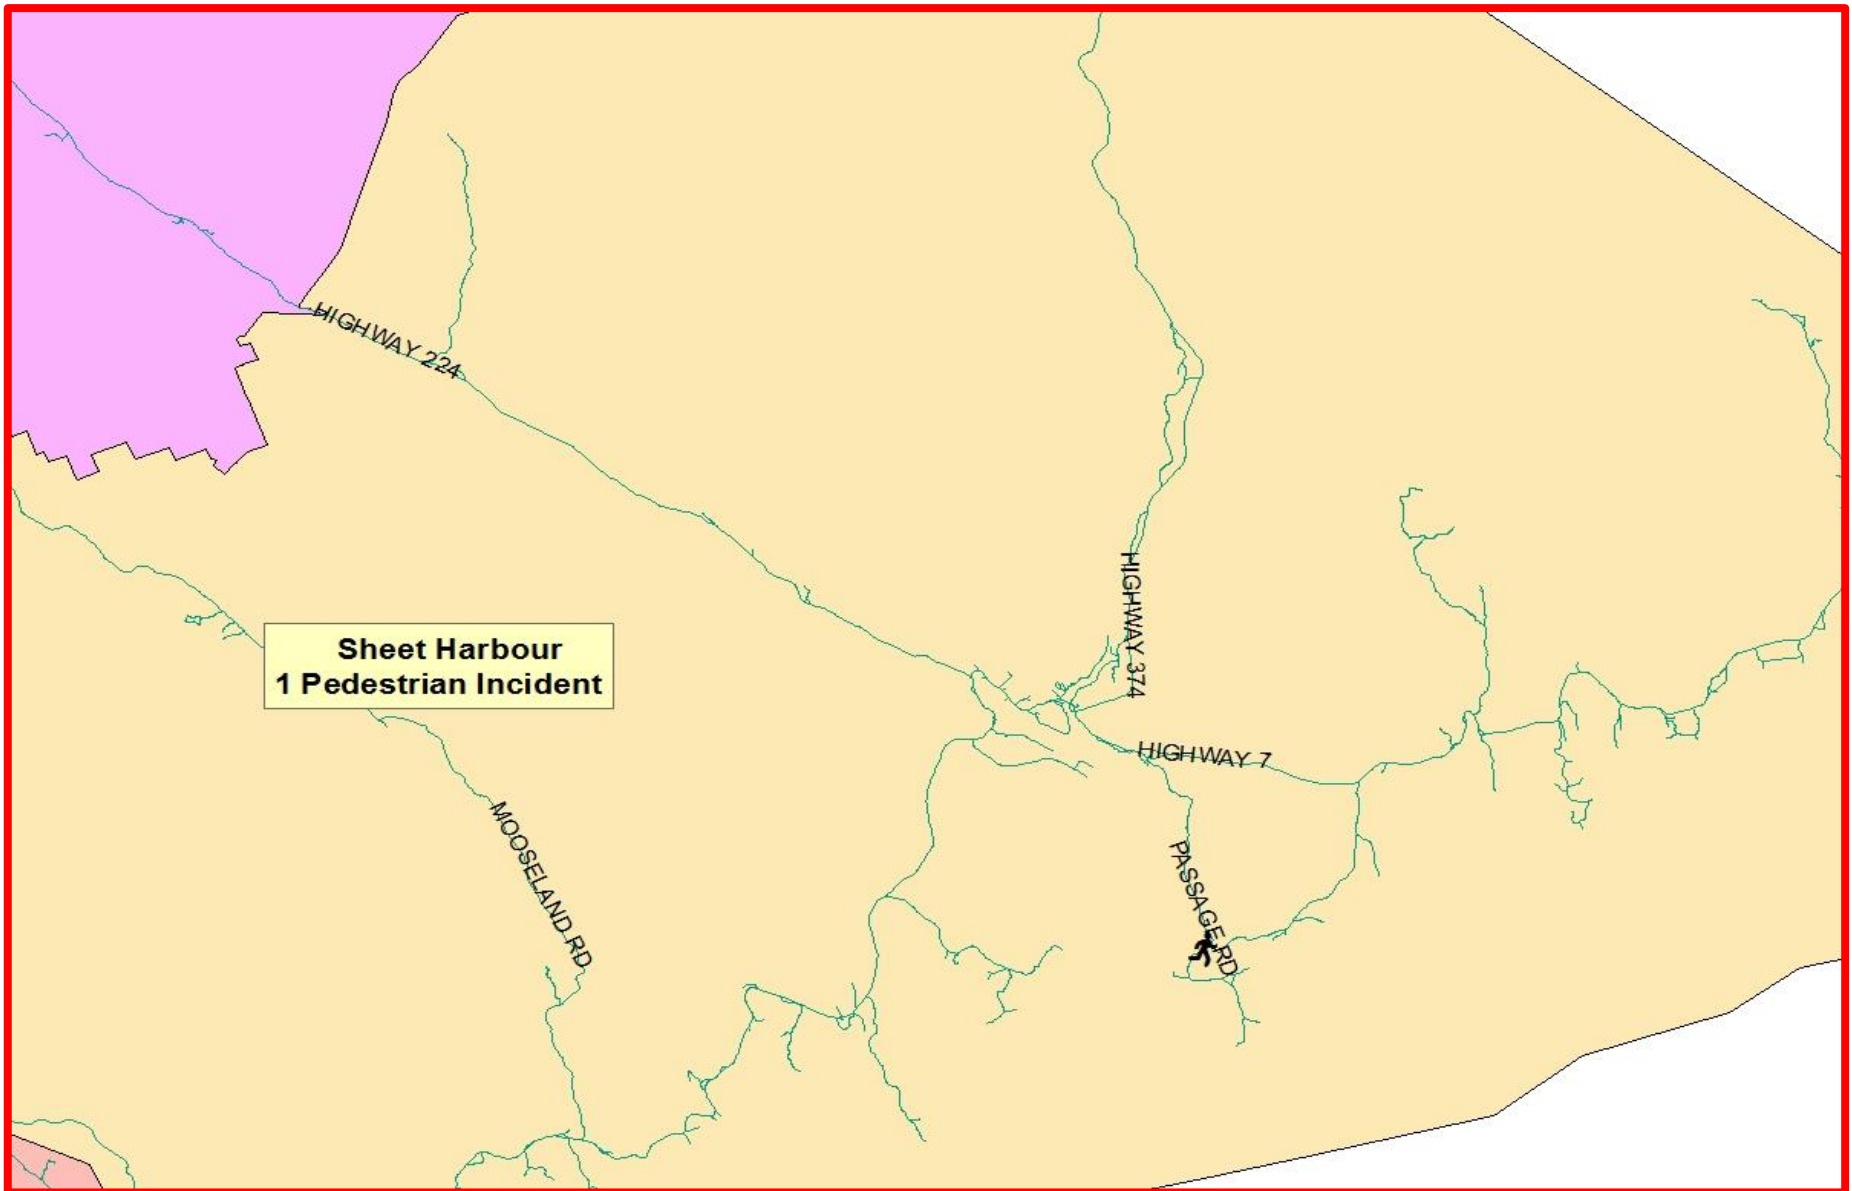 HIGHWAY 224
HIGHWAY 374
Sheet Harbour
1 Pedestrian Incident
HIGHWAY 7
MOOSELAND RD
PASSAGE RD